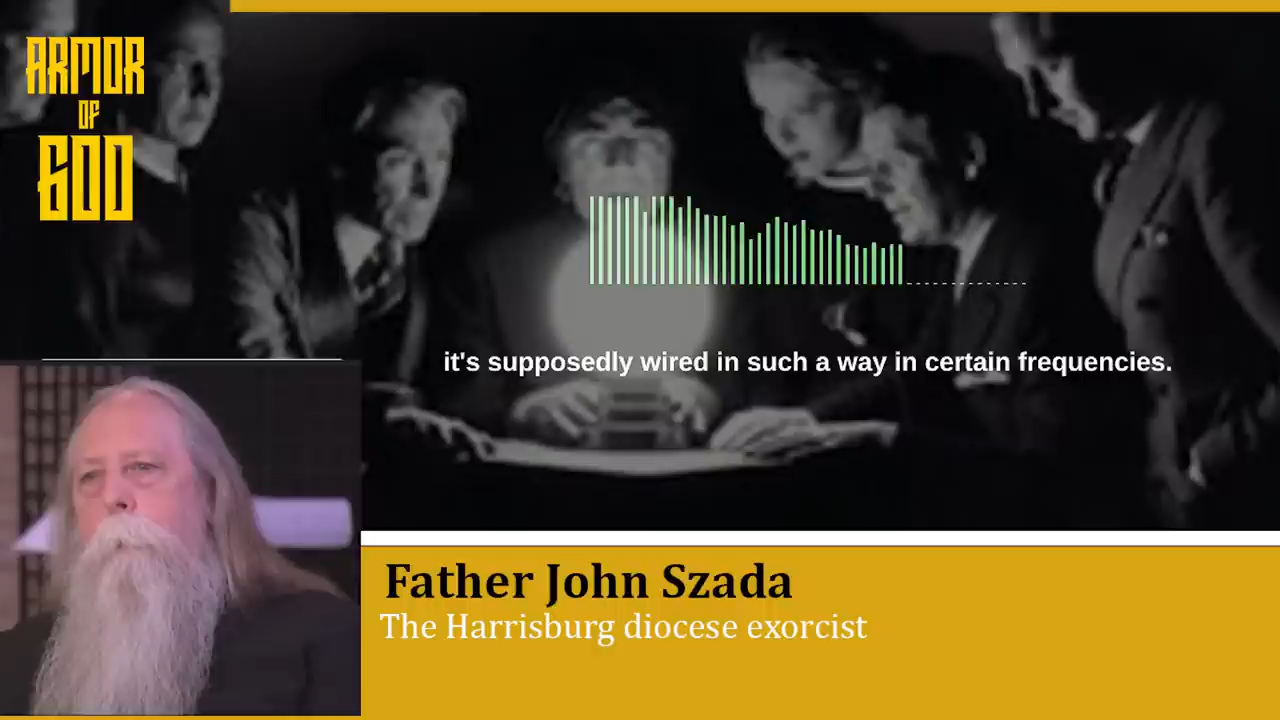 ARMOR
OF
GOD
it's supposedly wired in such a way in certain frequencies.
Father John Szada
The Harrisburg diocese exorcist